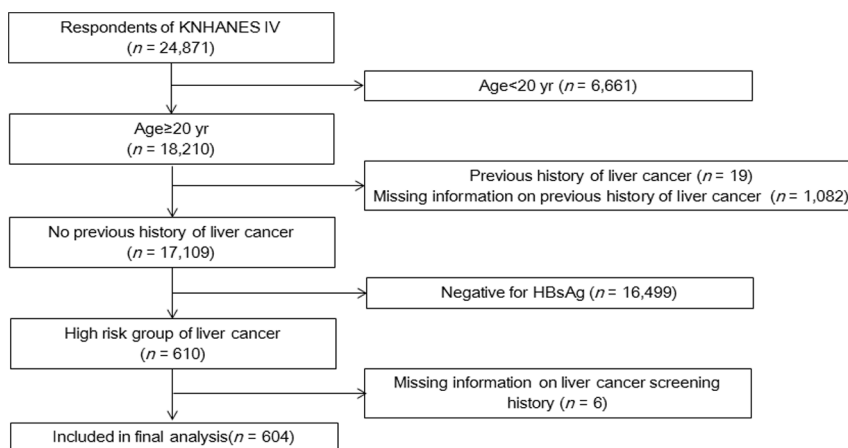 Respondents of KNHANES IV
(n = 24,871)
Age<20 yr (n = 6,661)
Age≥20 yr
(n = 18,210)
Previous history of liver cancer (n = 19)
Missing information on previous history of liver cancer (n = 1,082)
No previous history of liver cancer
(n = 17,109)
Negative for HBsAg (n = 16,499)
High risk group of liver cancer
(n = 610)
Missing information on liver cancer screening
history (n = 6)
Included in final analysis(n = 604)